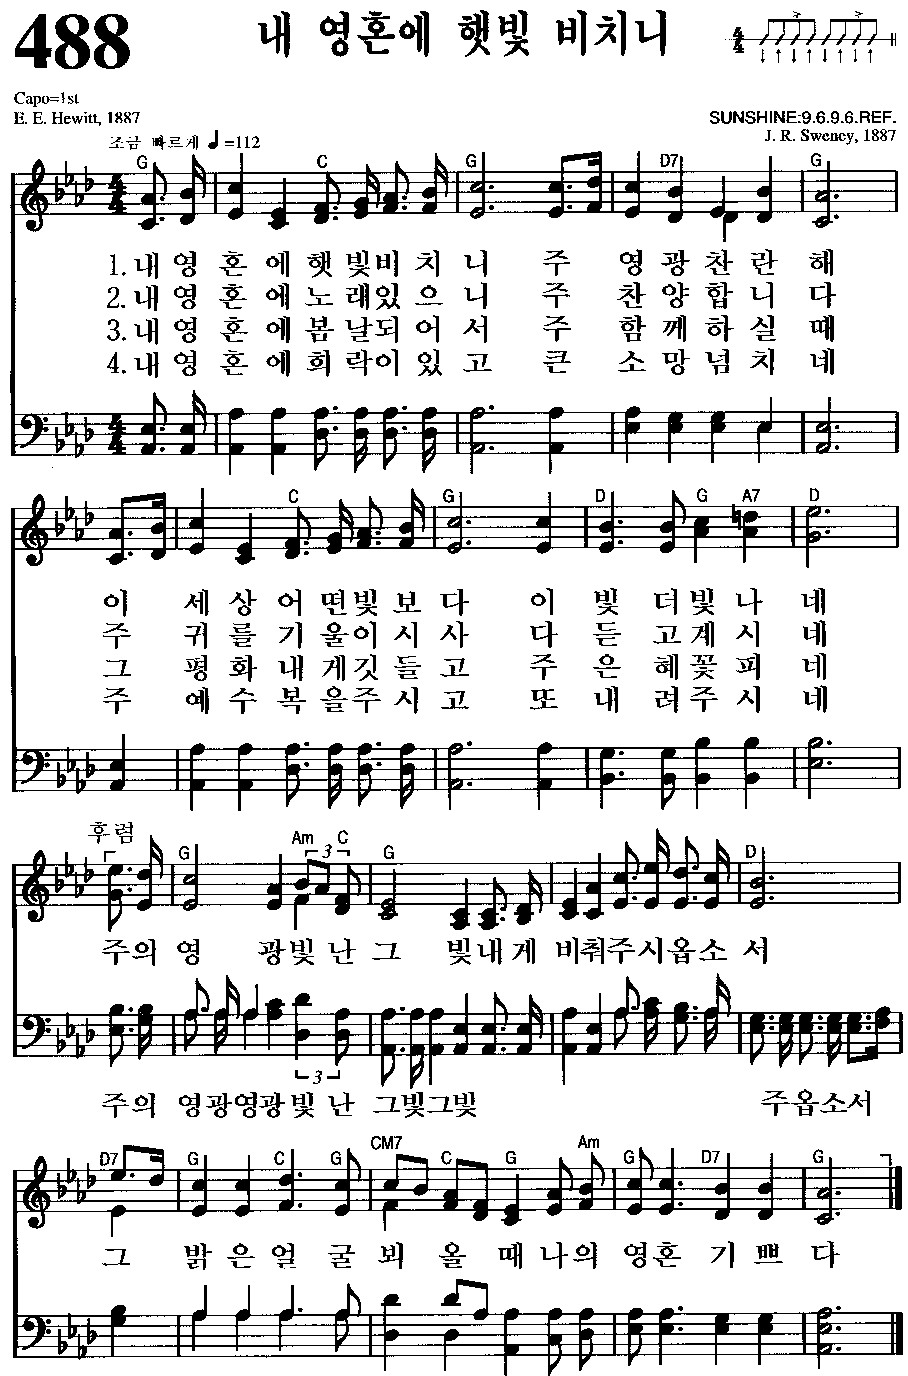 488
내 영혼에 햇빛 비치니
4 4
Capo=1st
E. E. Hewitt, 1887
SUNSHINE:9.6.9.6.REF.
J. R. Sweney, 1887
조금 빠르게 ♩=112
G C G D7 G
1.내 영 혼 에 햇 빛 비 치 니 주 영 광 찬 란 해
2.내 영 혼 에 노 래 있 으 니 주 찬 양 합 니 다
3.내 영 혼 에 봄 날 되 어 서 주 함 께 하 실 때
4.내 영 혼 에 희 락 이 있 고 큰 소 망 넘 치 네
C G D G A7 D
이 세 상 어 떤 빛 보 다 이 빛 더 빛 나 네
주 귀 를 기 울 이 시 사 다 듣 고 계 시 네
그 평 화 내 게 깃 들 고 주 은 혜 꽃 피 네
주 예 수 복 을 주 시 고 또 내 려 주 시 네
후렴
G Am 3 C G D
주의 영 광 빛 난 그 빛 내 게 비 춰 주 시 옵 소 서
3
주의 영광영광 빛 난 그빛그빛 주옵소서
D7 G C G CM7 C G Am G D7 G
그 밝 은 얼 굴 뵈 올 때 나 의 영 혼 기 쁘 다